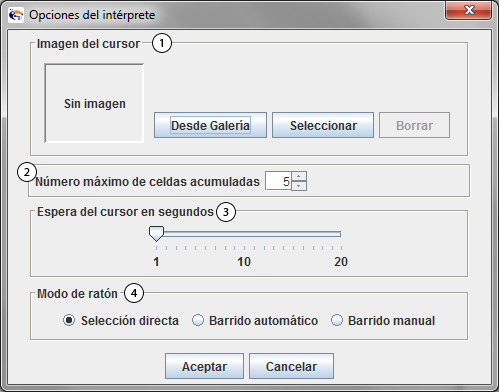 Opciones del intérprete
Imagen del cursor 1
Sin imagen
Desde Galería Seleccionar Borrar
2 Número máximo de celdas acumuladas 5
Espera del cursor en segundos 3
1 10 20
Modo de ratón 4
Selección directa Barrido automático Barrido manual
Aceptar Cancelar